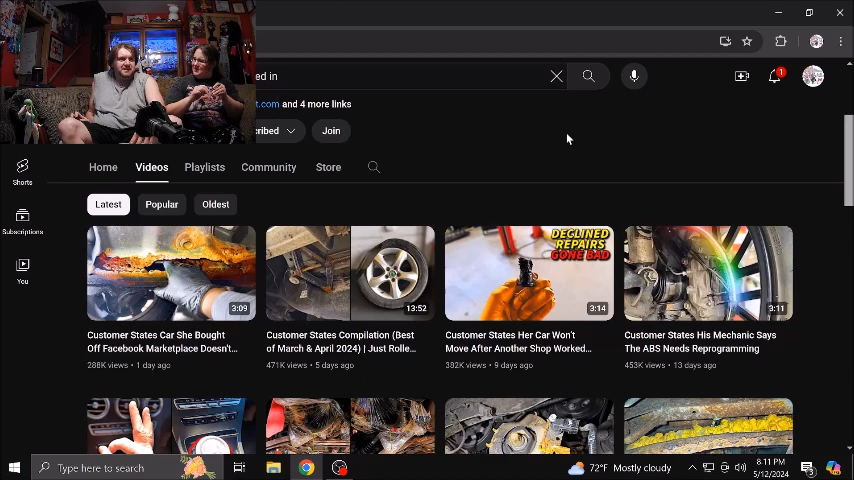 ed in
t.com and 4 more links
cribed
Join
Home Videos Playlists Community Store
Shorts
Subscriptions
You
Latest Popular Oldest
3:09
13:52
DECLINED
REPAIRS
GONE BAD
3:14
3:11
Customer States Car She Bought
Off Facebook Marketplace Doesn't...
288K views • 1 day ago
Customer States Compilation (Best
of March & April 2024) | Just Rolle...
471K views • 5 days ago
Customer States Her Car Won't
Move After Another Shop Worked...
382K views • 9 days ago
Customer States His Mechanic Says
The ABS Needs Reprogramming
453K views • 13 days ago
1
Type here to search
72°F Mostly cloudy
8:11 PM
5/12/2024
3